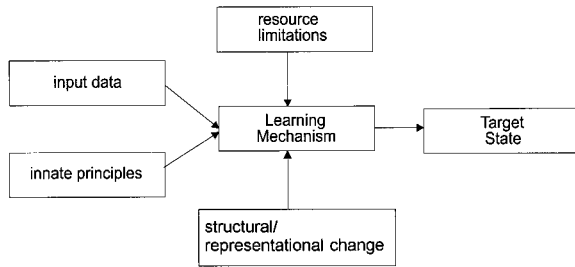 resource
limitations
input data
Learning
Mechanism
Target
State
innate principles
structural/
representational change